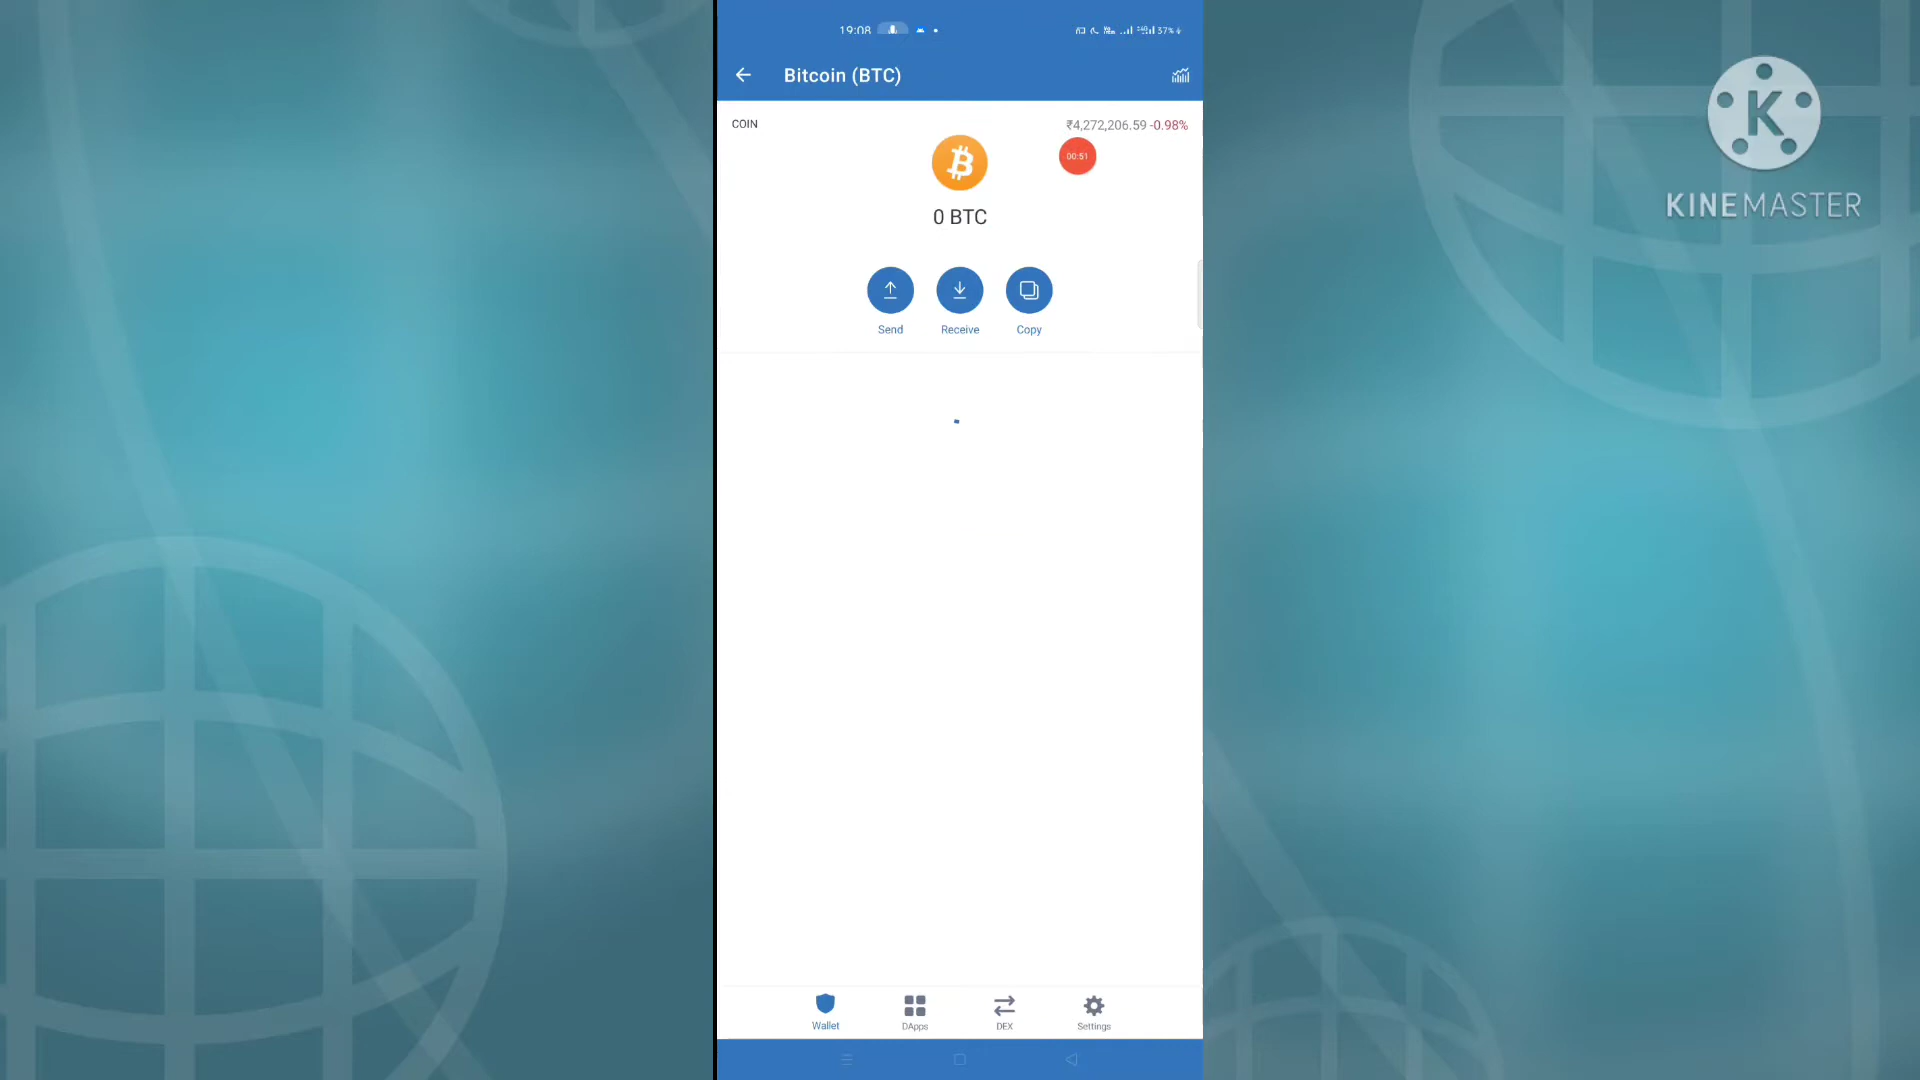 19:08
37%
Bitcoin (BTC)
COIN
₹4,272,206.59 -0.98%
00:51
0 BTC
Send
Receive
Copy
Wallet
DApps
DEX
Settings
K
KINEMASTER